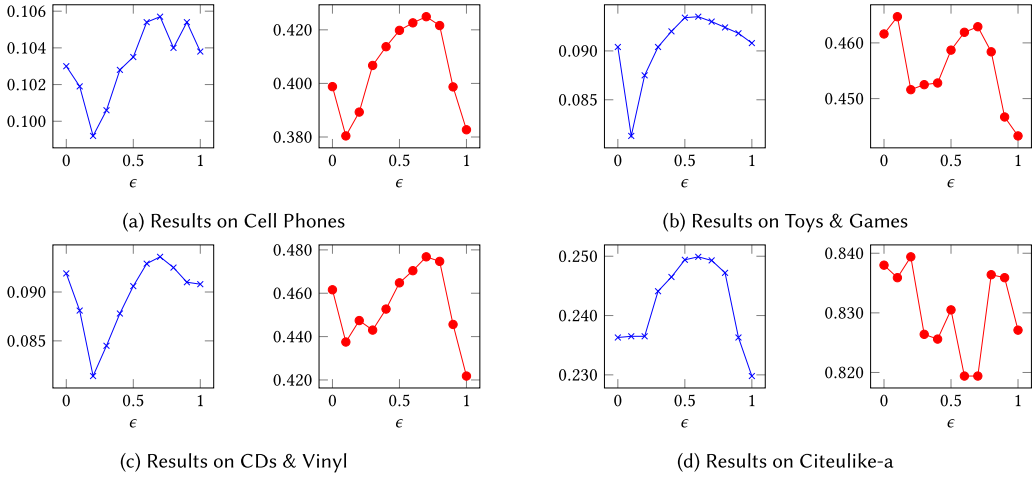 0.106
0.104
0.102
0.100
0 0.5 1
ϵ
0.420
0.400
0.380
0 0.5 1
ϵ
(a) Results on Cell Phones
0.090
0.085
0 0.5 1
ϵ
0.460
0.450
0 0.5 1
ϵ
(b) Results on Toys & Games
0.090
0.085
0 0.5 1
ϵ
0.480
0.460
0.440
0.420
0 0.5 1
ϵ
(c) Results on CDs & Vinyl
0.250
0.240
0.230
0 0.5 1
ϵ
0.840
0.830
0.820
0 0.5 1
ϵ
(d) Results on Citeulike-a